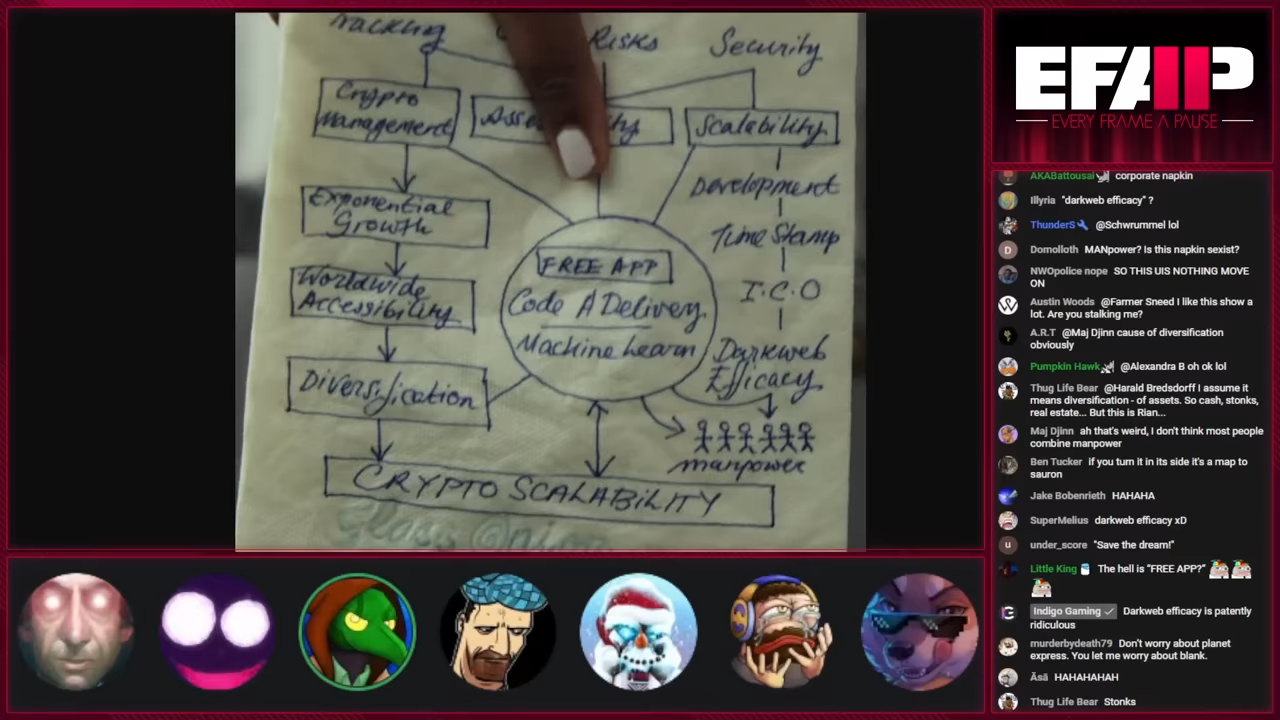 Tracking
Risks
Security
Crypto
Management
Scalability
Exponential
Growth
Development
Time Stamp
Worldwide
Accessibility
FREE APP
Code A Delivery
I.C.O
Machine Learn
Darkweb
Efficacy
Diversification
manpower
CRYPTO SCALABILITY
Glass Onion
EFAP
EVERY FRAME A PAUSE
AKABattousai corporate napkin
Illyria "darkweb efficacy" ?
ThunderS @Schwrummel lol
Domolloth MANpower? Is this napkin sexist?
NWOpolice nope SO THIS UIS NOTHING MOVE
ON
Austin Woods @Farmer Sneed I like this show a
lot. Are you stalking me?
A.R.T @Maj Djinn cause of diversification
obviously
Pumpkin Hawk @Alexandra B oh ok lol
Thug Life Bear @Harald Bredsdorff I assume it
means diversification - of assets. So cash, stonks,
real estate... But this is Rian...
Maj Djinn ah that's weird, I don't think most people
combine manpower
Ben Tucker if you turn it in its side it's a map to
sauron
Jake Bobenrieth HAHAHA
SuperMelius darkweb efficacy xD
under_score "Save the dream!"
Little King The hell is "FREE APP?"
Indigo Gaming ✓ Darkweb efficacy is patently
ridiculous
murderbydeath79 Don't worry about planet
express. You let me worry about blank.
Äsä HAHAHAHAH
Thug Life Bear Stonks